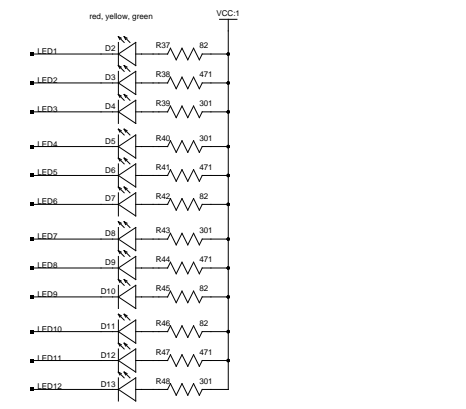 red, yellow, green
VCC:1
LED1 D2 R37 82
LED2 D3 R38 471
LED3 D4 R39 301
LED4 D5 R40 301
LED5 D6 R41 471
LED6 D7 R42 82
LED7 D8 R43 301
LED8 D9 R44 471
LED9 D10 R45 82
LED10 D11 R46 82
LED11 D12 R47 471
LED12 D13 R48 301